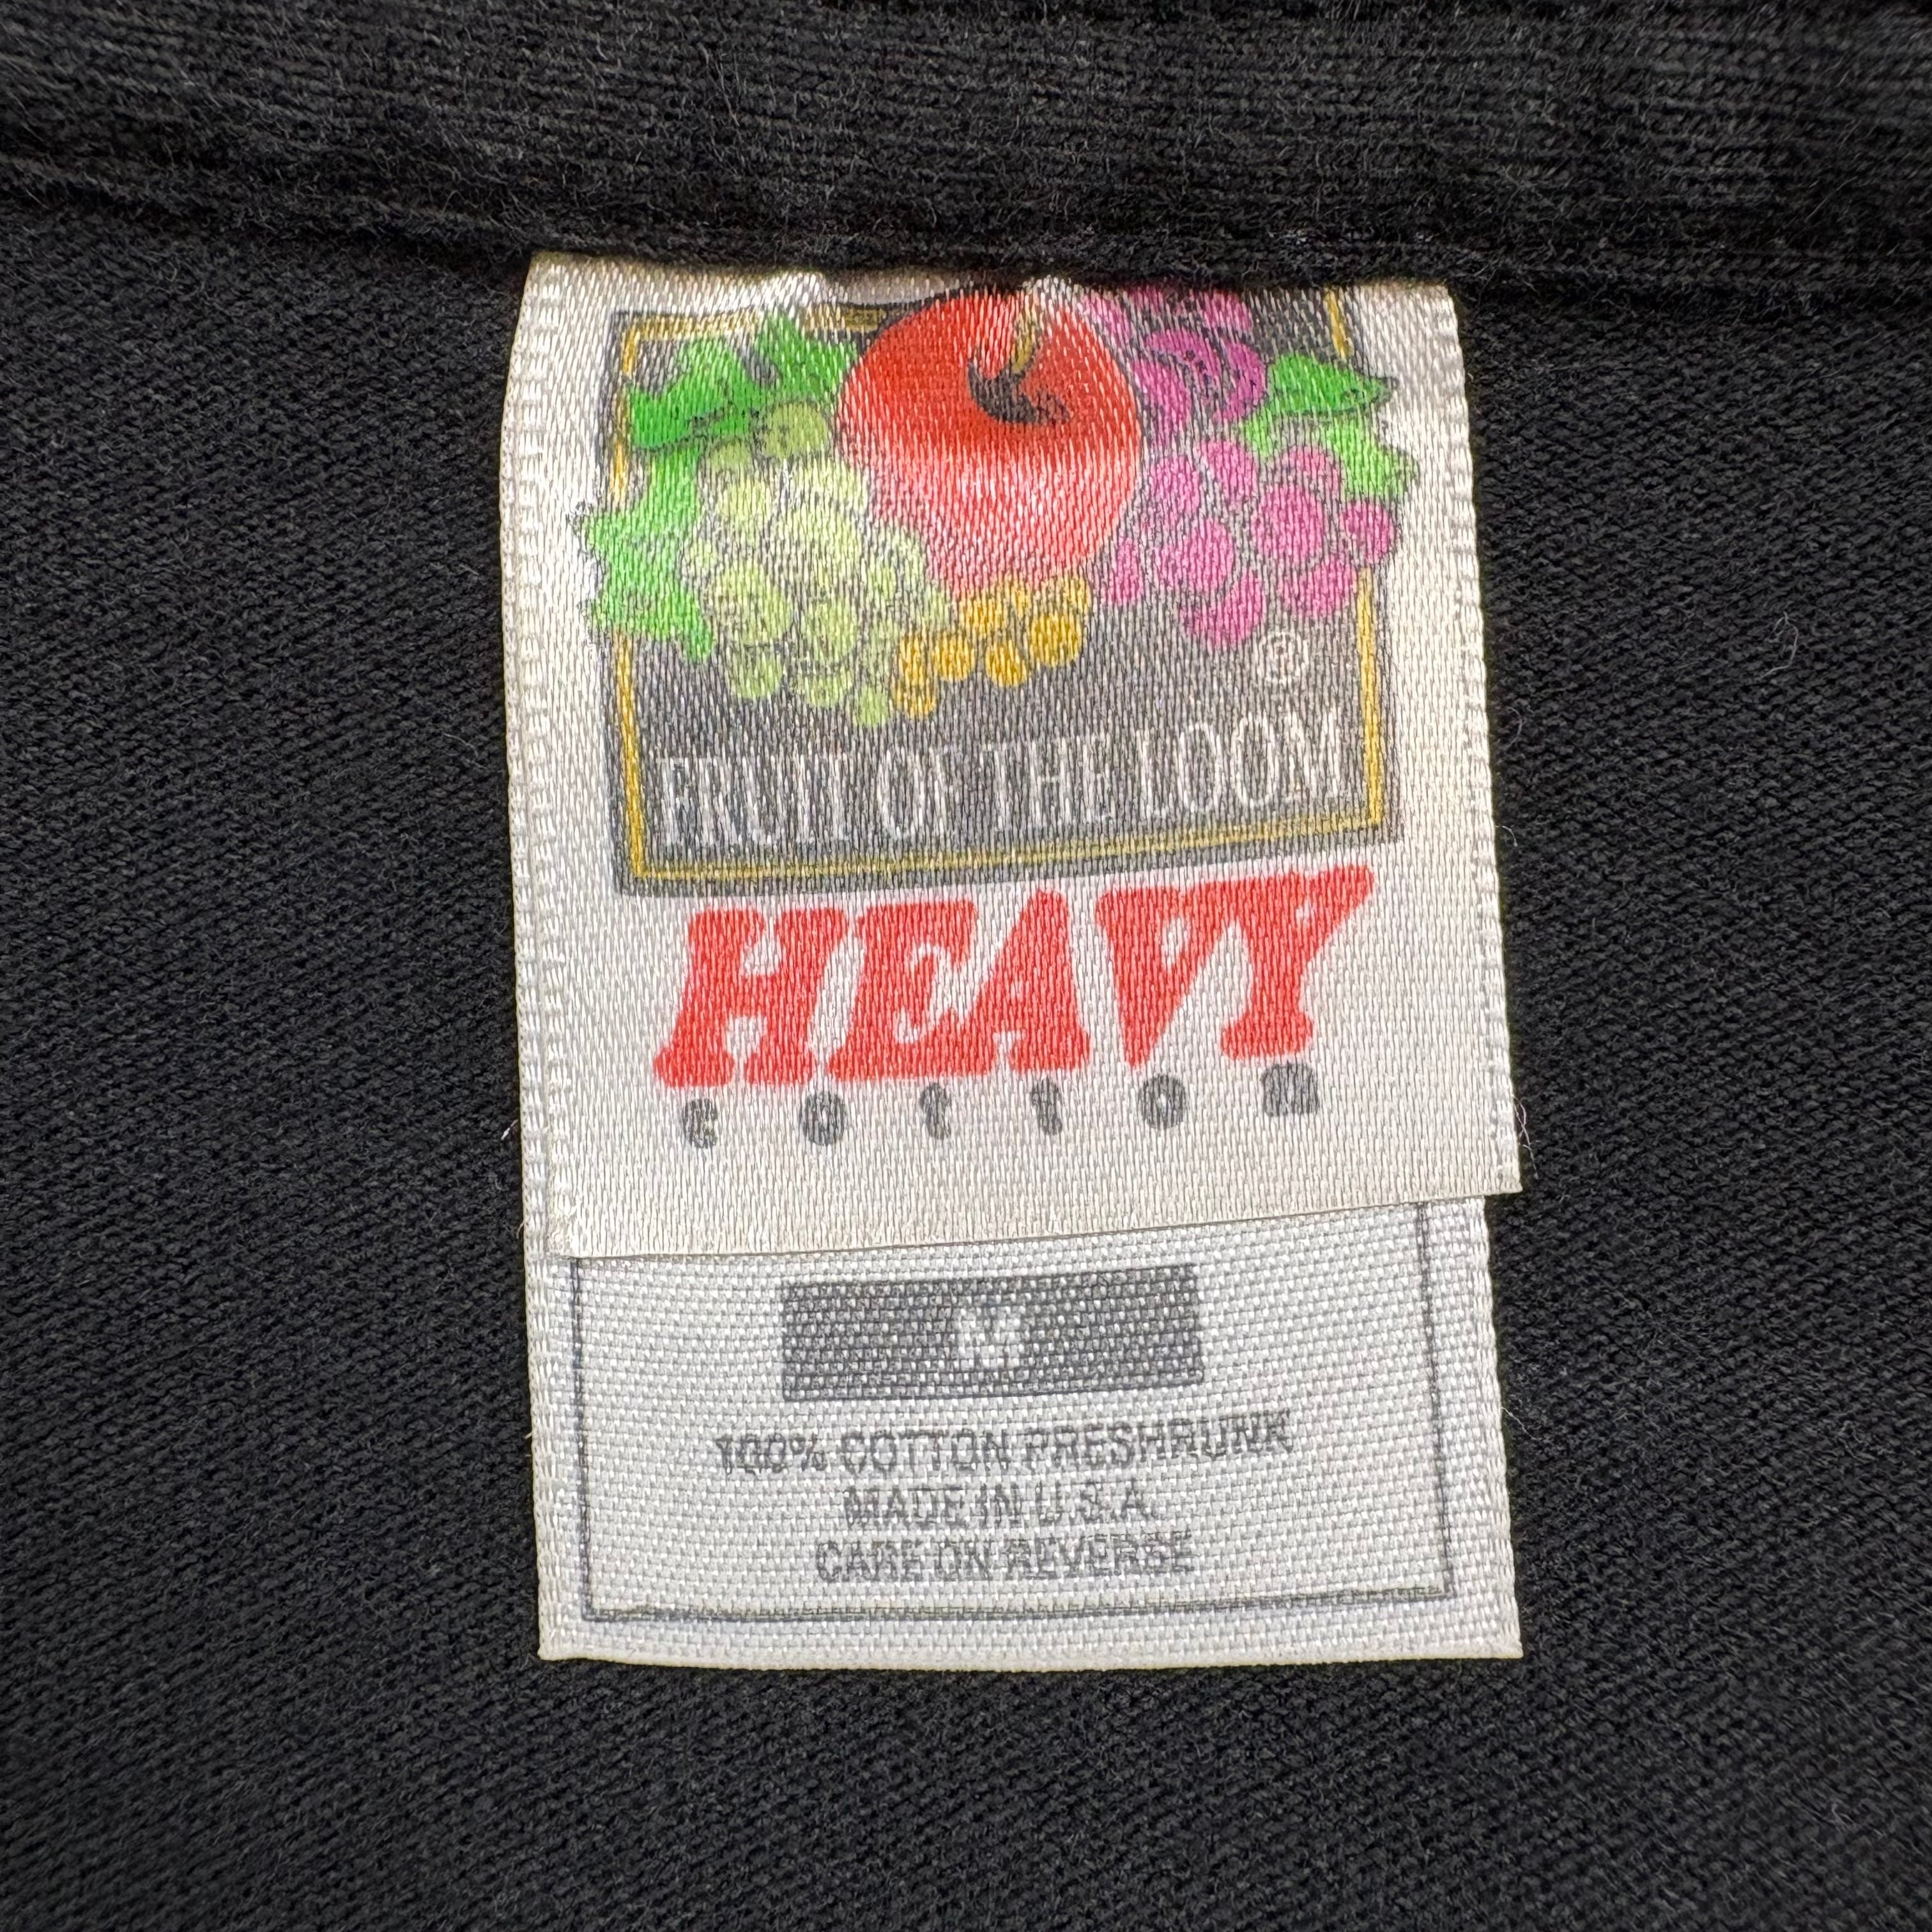 ®
FRUIT OF THE LOOM
HEAVY
cotton
M
100% COTTON PRESHRUNK
MADE IN U.S.A.
CARE ON REVERSE